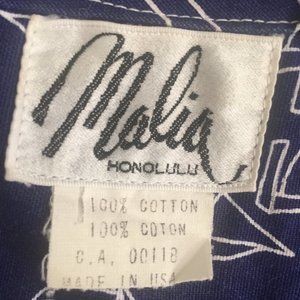 Malia
HONOLULU
100% COTTON
100% COTON
C.A. 00118
MADE IN USA